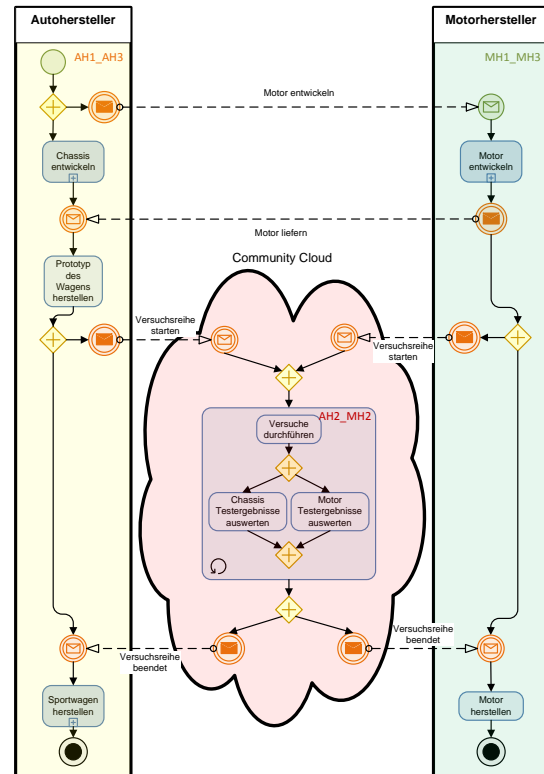 Autohersteller
Motorhersteller
AH1_AH3
MH1_MH3
Motor entwickeln
Chassis
entwickeln
Motor
entwickeln
Motor liefern
Community Cloud
Prototyp
des
Wagens
herstellen
Versuchsreihe
starten
Versuchsreihe
starten
AH2_MH2
Versuche
durchführen
Chassis
Testergebnisse
auswerten
Motor
Testergebnisse
auswerten
Versuchsreihe
beendet
Versuchsreihe
beendet
Sportwagen
herstellen
Motor
herstellen